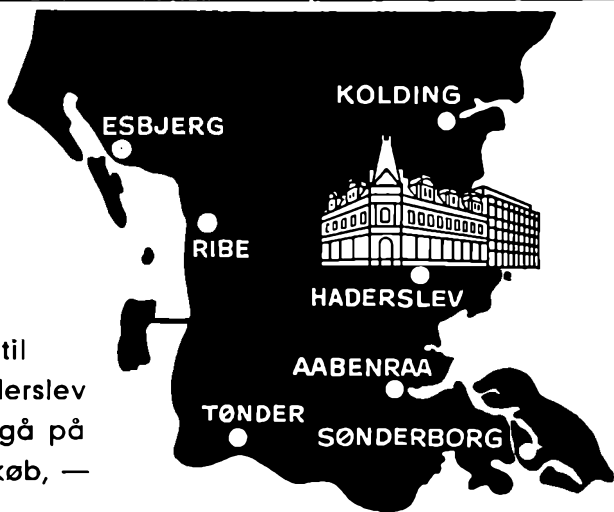 KOLDING
ESBJERG
RIBE
HADERSLEV
til
AABENRAA
derslev
TØNDER
gå på
SØNDERBORG
køb, —